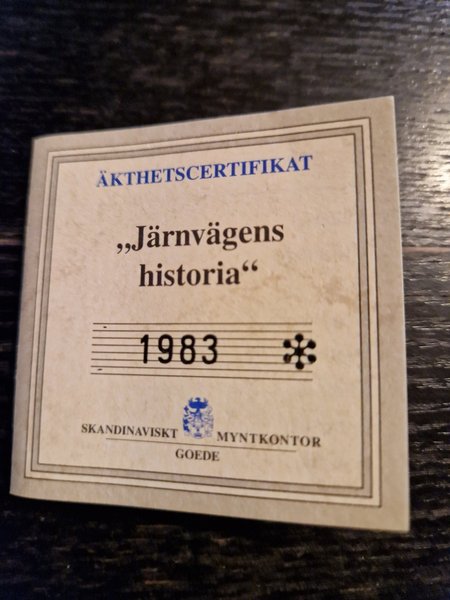 ÄKTHETSCERTIFIKAT
„Järnvägens
historia“
1983
SKANDINAVISKT MYNTKONTOR
GOEDE